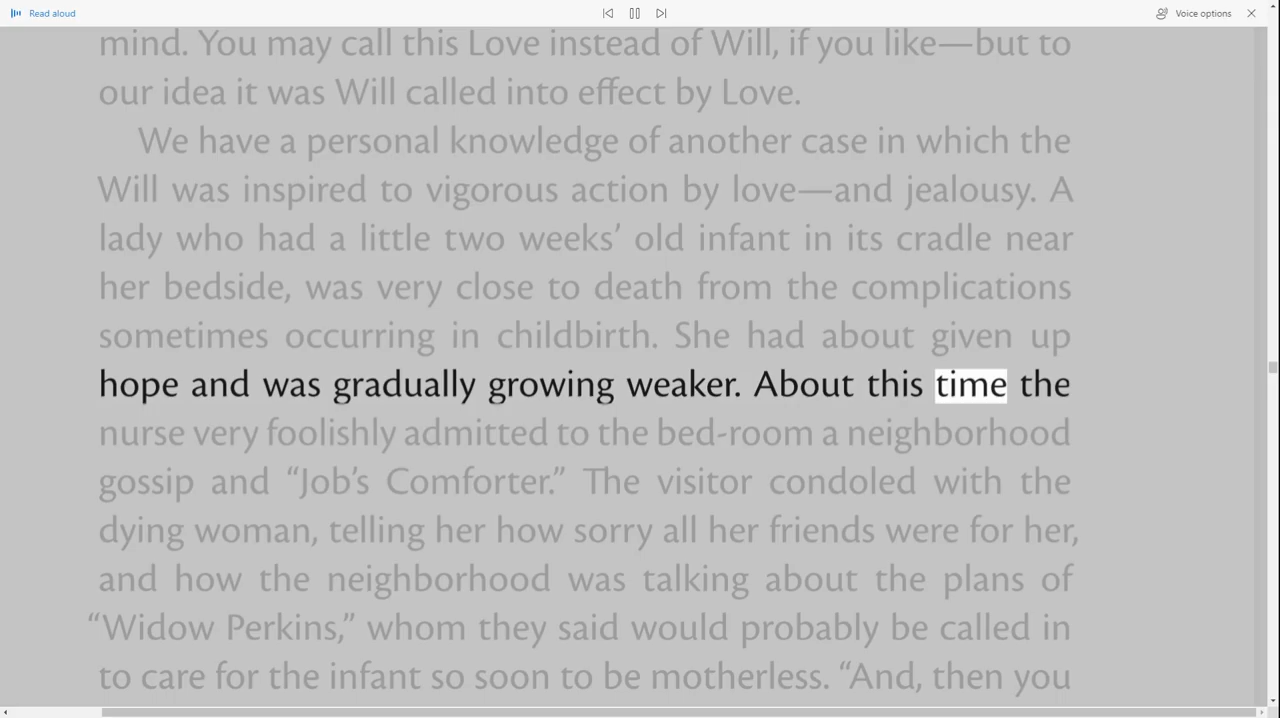 Read aloud
Voice options
mind. You may call this Love instead of Will, if you like—but to
our idea it was Will called into effect by Love.
We have a personal knowledge of another case in which the
Will was inspired to vigorous action by love—and jealousy. A
lady who had a little two weeks’ old infant in its cradle near
her bedside, was very close to death from the complications
sometimes occurring in childbirth. She had about given up
hope and was gradually growing weaker. About this time the
nurse very foolishly admitted to the bed-room a neighborhood
gossip and “Job’s Comforter.” The visitor condoled with the
dying woman, telling her how sorry all her friends were for her,
and how the neighborhood was talking about the plans of
“Widow Perkins,” whom they said would probably be called in
to care for the infant so soon to be motherless. “And, then you